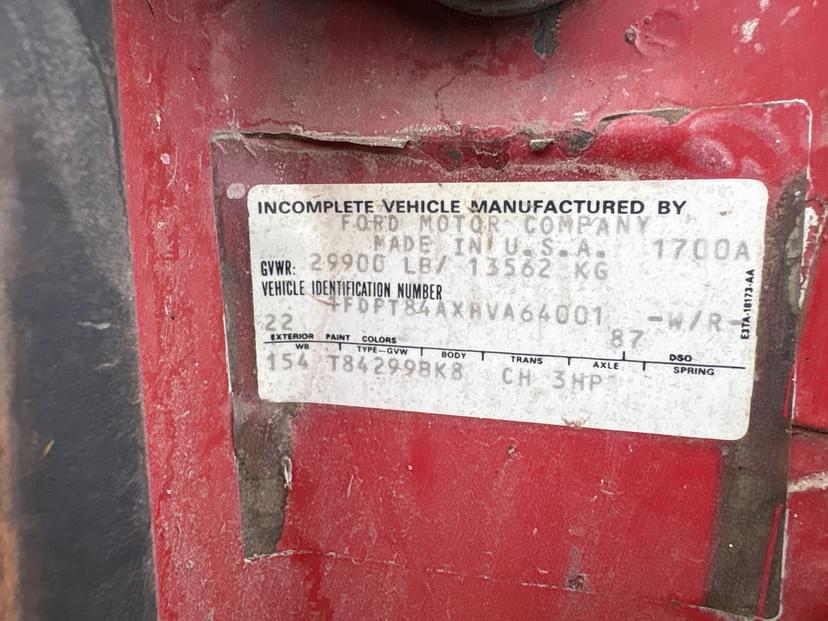 INCOMPLETE VEHICLE MANUFACTURED BY
FORD MOTOR COMPANY
MADE IN U.S.A. 1700A
GVWR: 29900 LB/ 13562 KG
VEHICLE IDENTIFICATION NUMBER
1FDPT84AXHVA64001 -W/R-
22 87
EXTERIOR PAINT COLORS DSO
WB TYPE-GVW BODY TRANS AXLE SPRING
154 T84299BK8 CH 3HP
E3TA-18173-AA